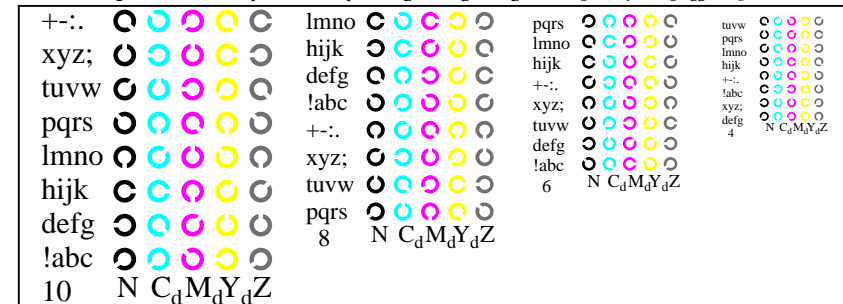 +-:.
xyz;
tuvw
pqrs
lmno
hijk
defg
!abc
10 N CdMdYdZ
lmno
hijk
defg
!abc
+-:.
xyz;
tuvw
pqrs
8 N CdMdYdZ
pqrs
lmno
hijk
+-:.
xyz;
tuvw
defg
!abc
6 N CdMdYdZ
tuvw
pqrs
lmno
hijk
+-:.
!abc
xyz;
defg
4 N CdMdYdZ